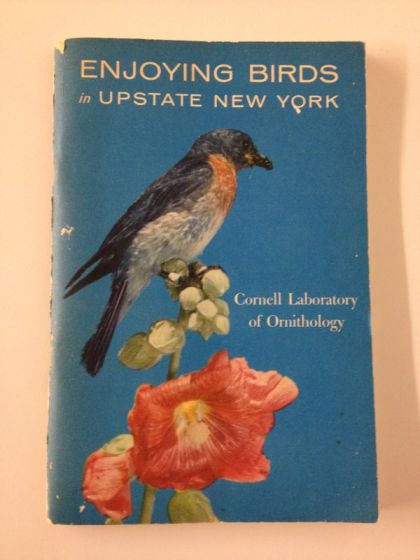 ENJOYING BIRDS
in UPSTATE NEW YORK
Cornell Laboratory
of Ornithology